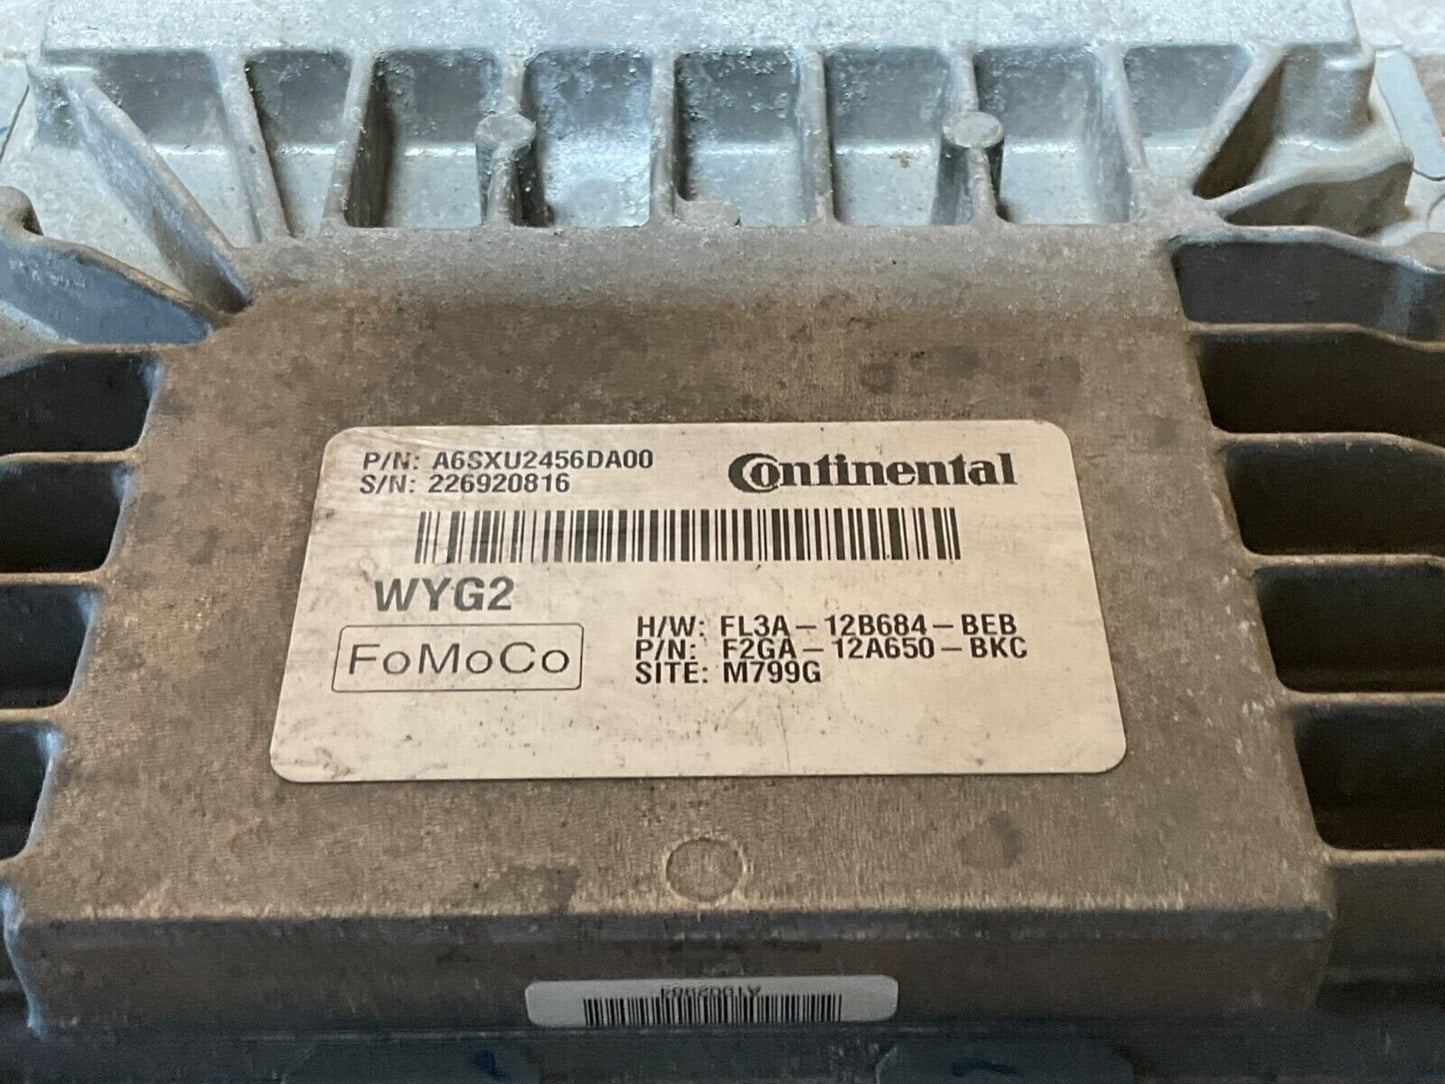 P/N: A6SXU2456DA00
S/N: 226920816
Continental
WYG2
FoMoCo
H/W: FL3A-12B684-BEB
P/N: F2GA-12A650-BKC
SITE: M799G